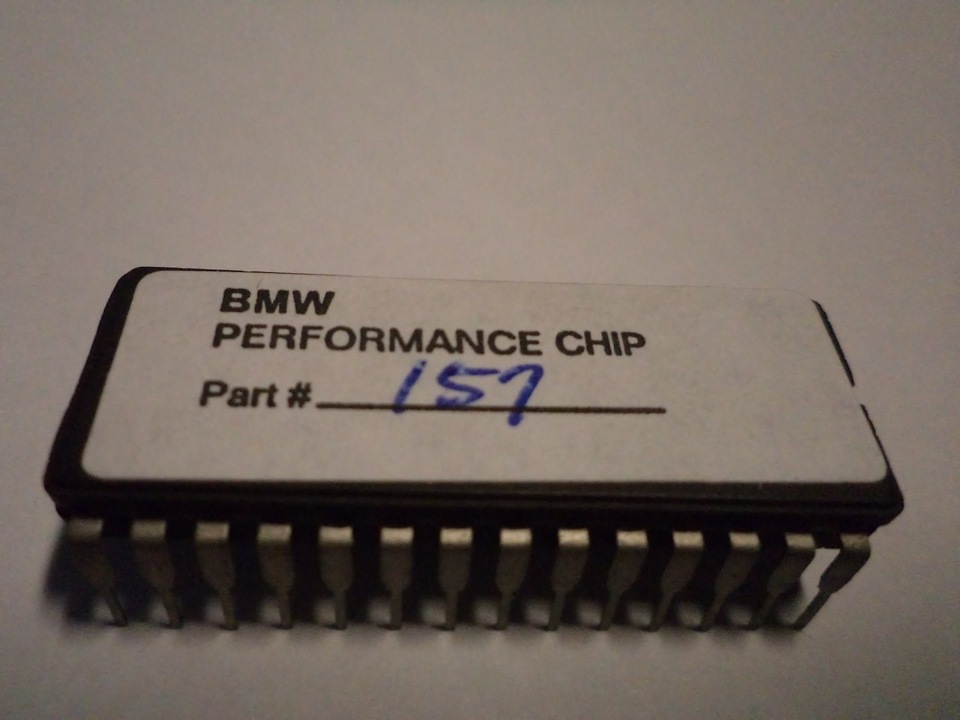 BMW
PERFORMANCE CHIP
Part # 157